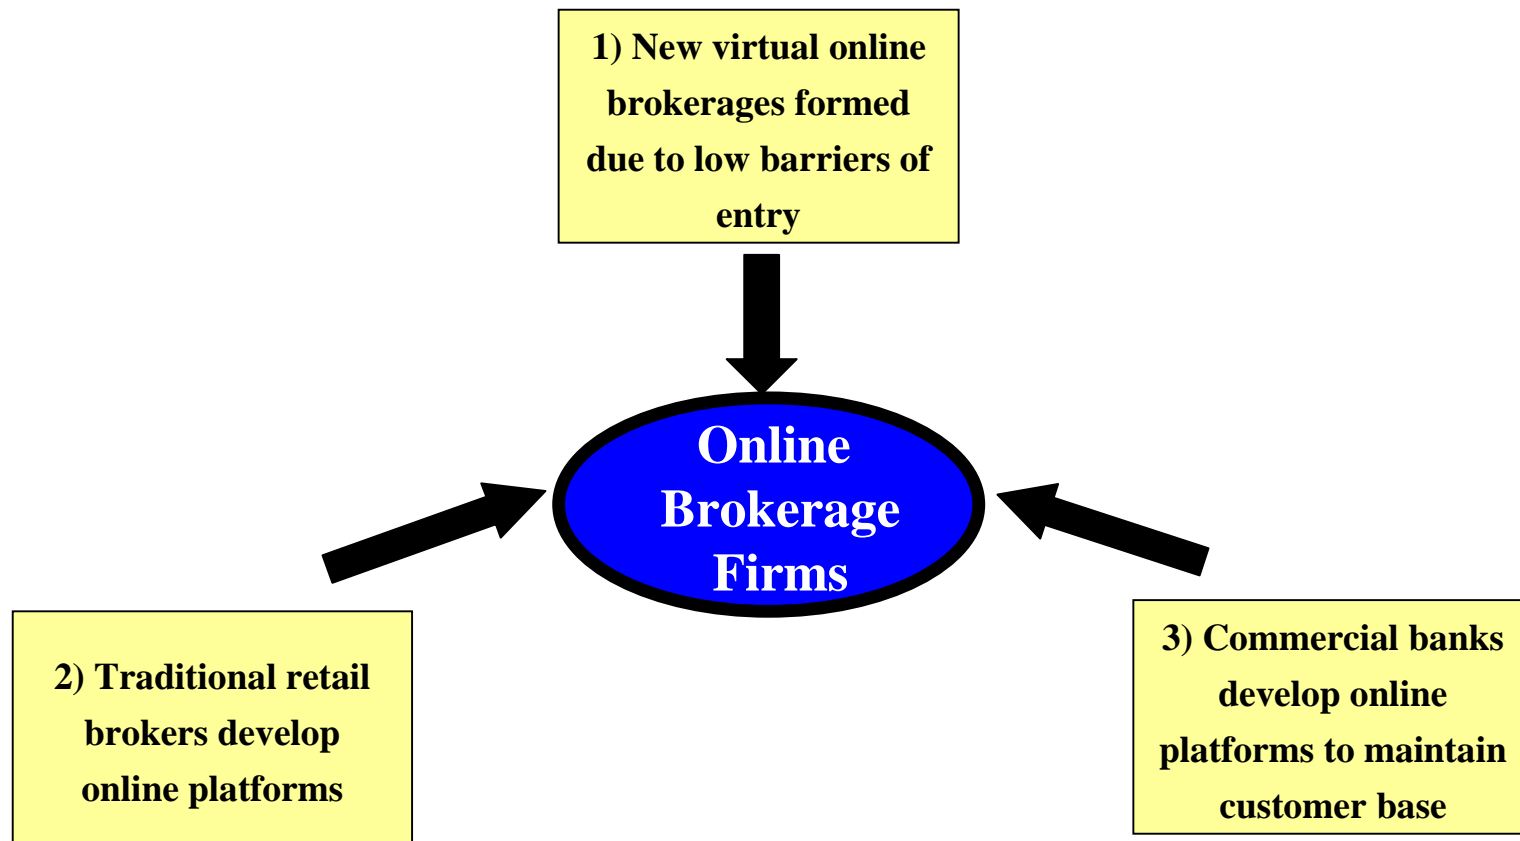 1) New virtual online
brokerages formed
due to low barriers of
entry
Online
Brokerage
Firms
2) Traditional retail
brokers develop
online platforms
3) Commercial banks
develop online
platforms to maintain
customer base